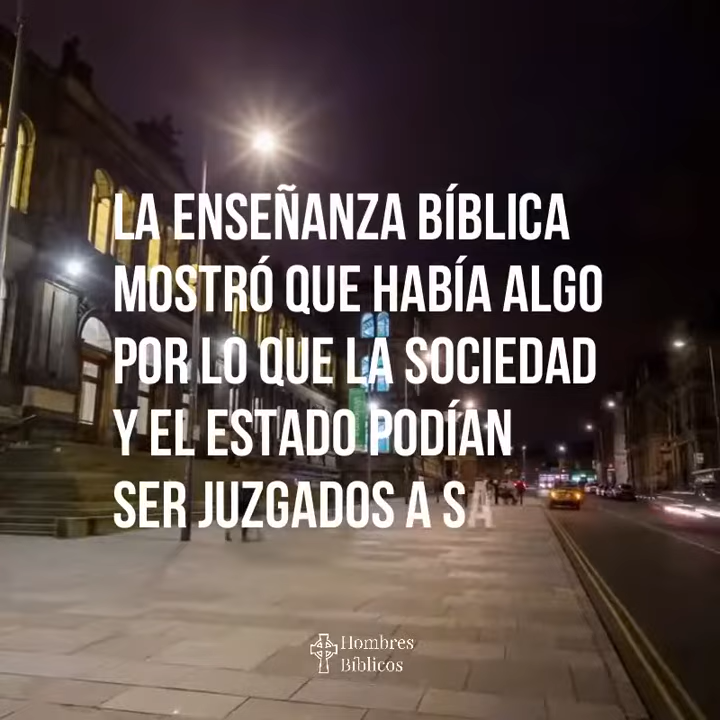 LA ENSEÑANZA BÍBLICA
MOSTRÓ QUE HABÍA ALGO
POR LO QUE LA SOCIEDAD
Y EL ESTADO PODÍAN
SER JUZGADOS A SA
Hombres
Bíblicos